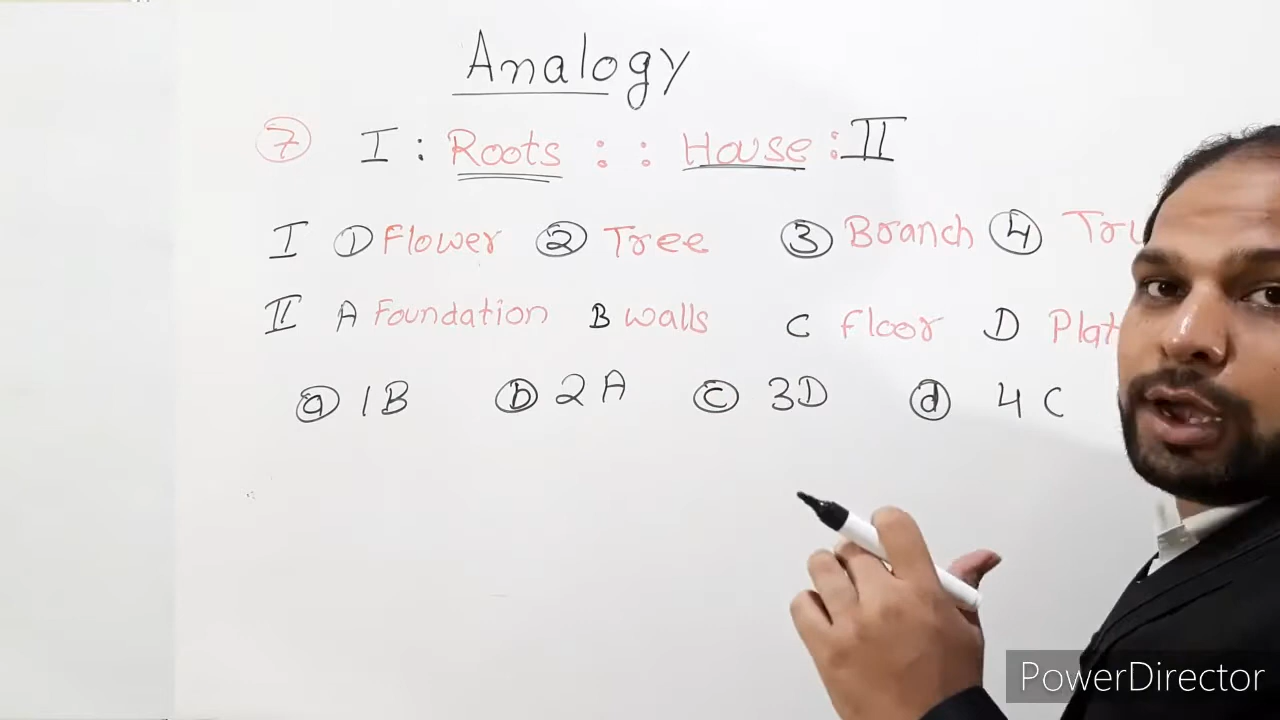 Analogy
7 I : Roots : : House : II
I 1 Flower 2 Tree 3 Branch 4
II A Foundation B walls C floor D
a 1B b 2A c 3D d 4C
PowerDirector